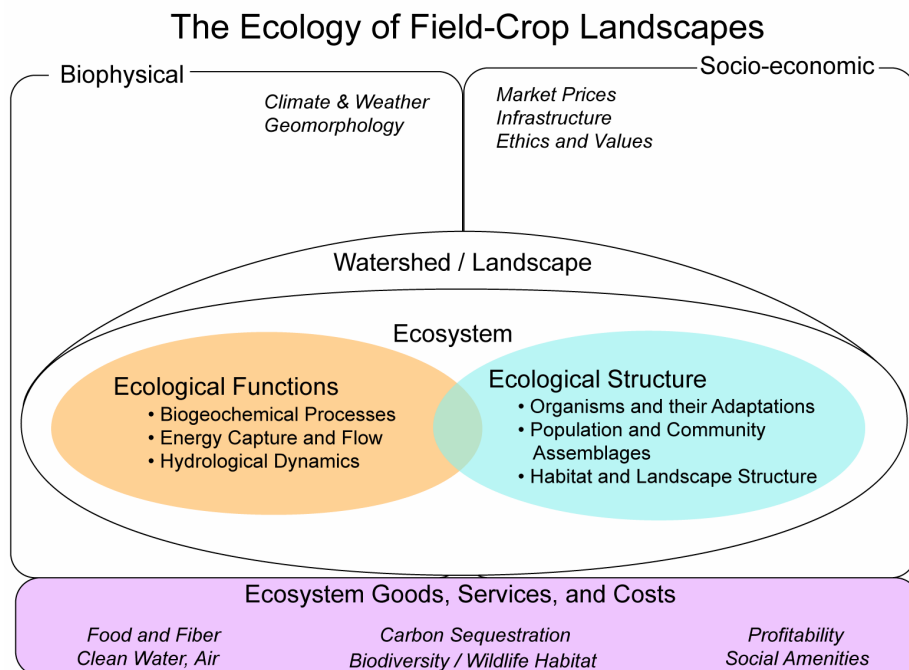 The Ecology of Field-Crop Landscapes
Biophysical
Socio-economic
Climate & Weather
Geomorphology
Market Prices
Infrastructure
Ethics and Values
Watershed / Landscape
Ecosystem
Ecological Functions
• Biogeochemical Processes
• Energy Capture and Flow
• Hydrological Dynamics
Ecological Structure
• Organisms and their Adaptations
• Population and Community
Assemblages
• Habitat and Landscape Structure
Ecosystem Goods, Services, and Costs
Food and Fiber
Clean Water, Air
Carbon Sequestration
Biodiversity / Wildlife Habitat
Profitability
Social Amenities